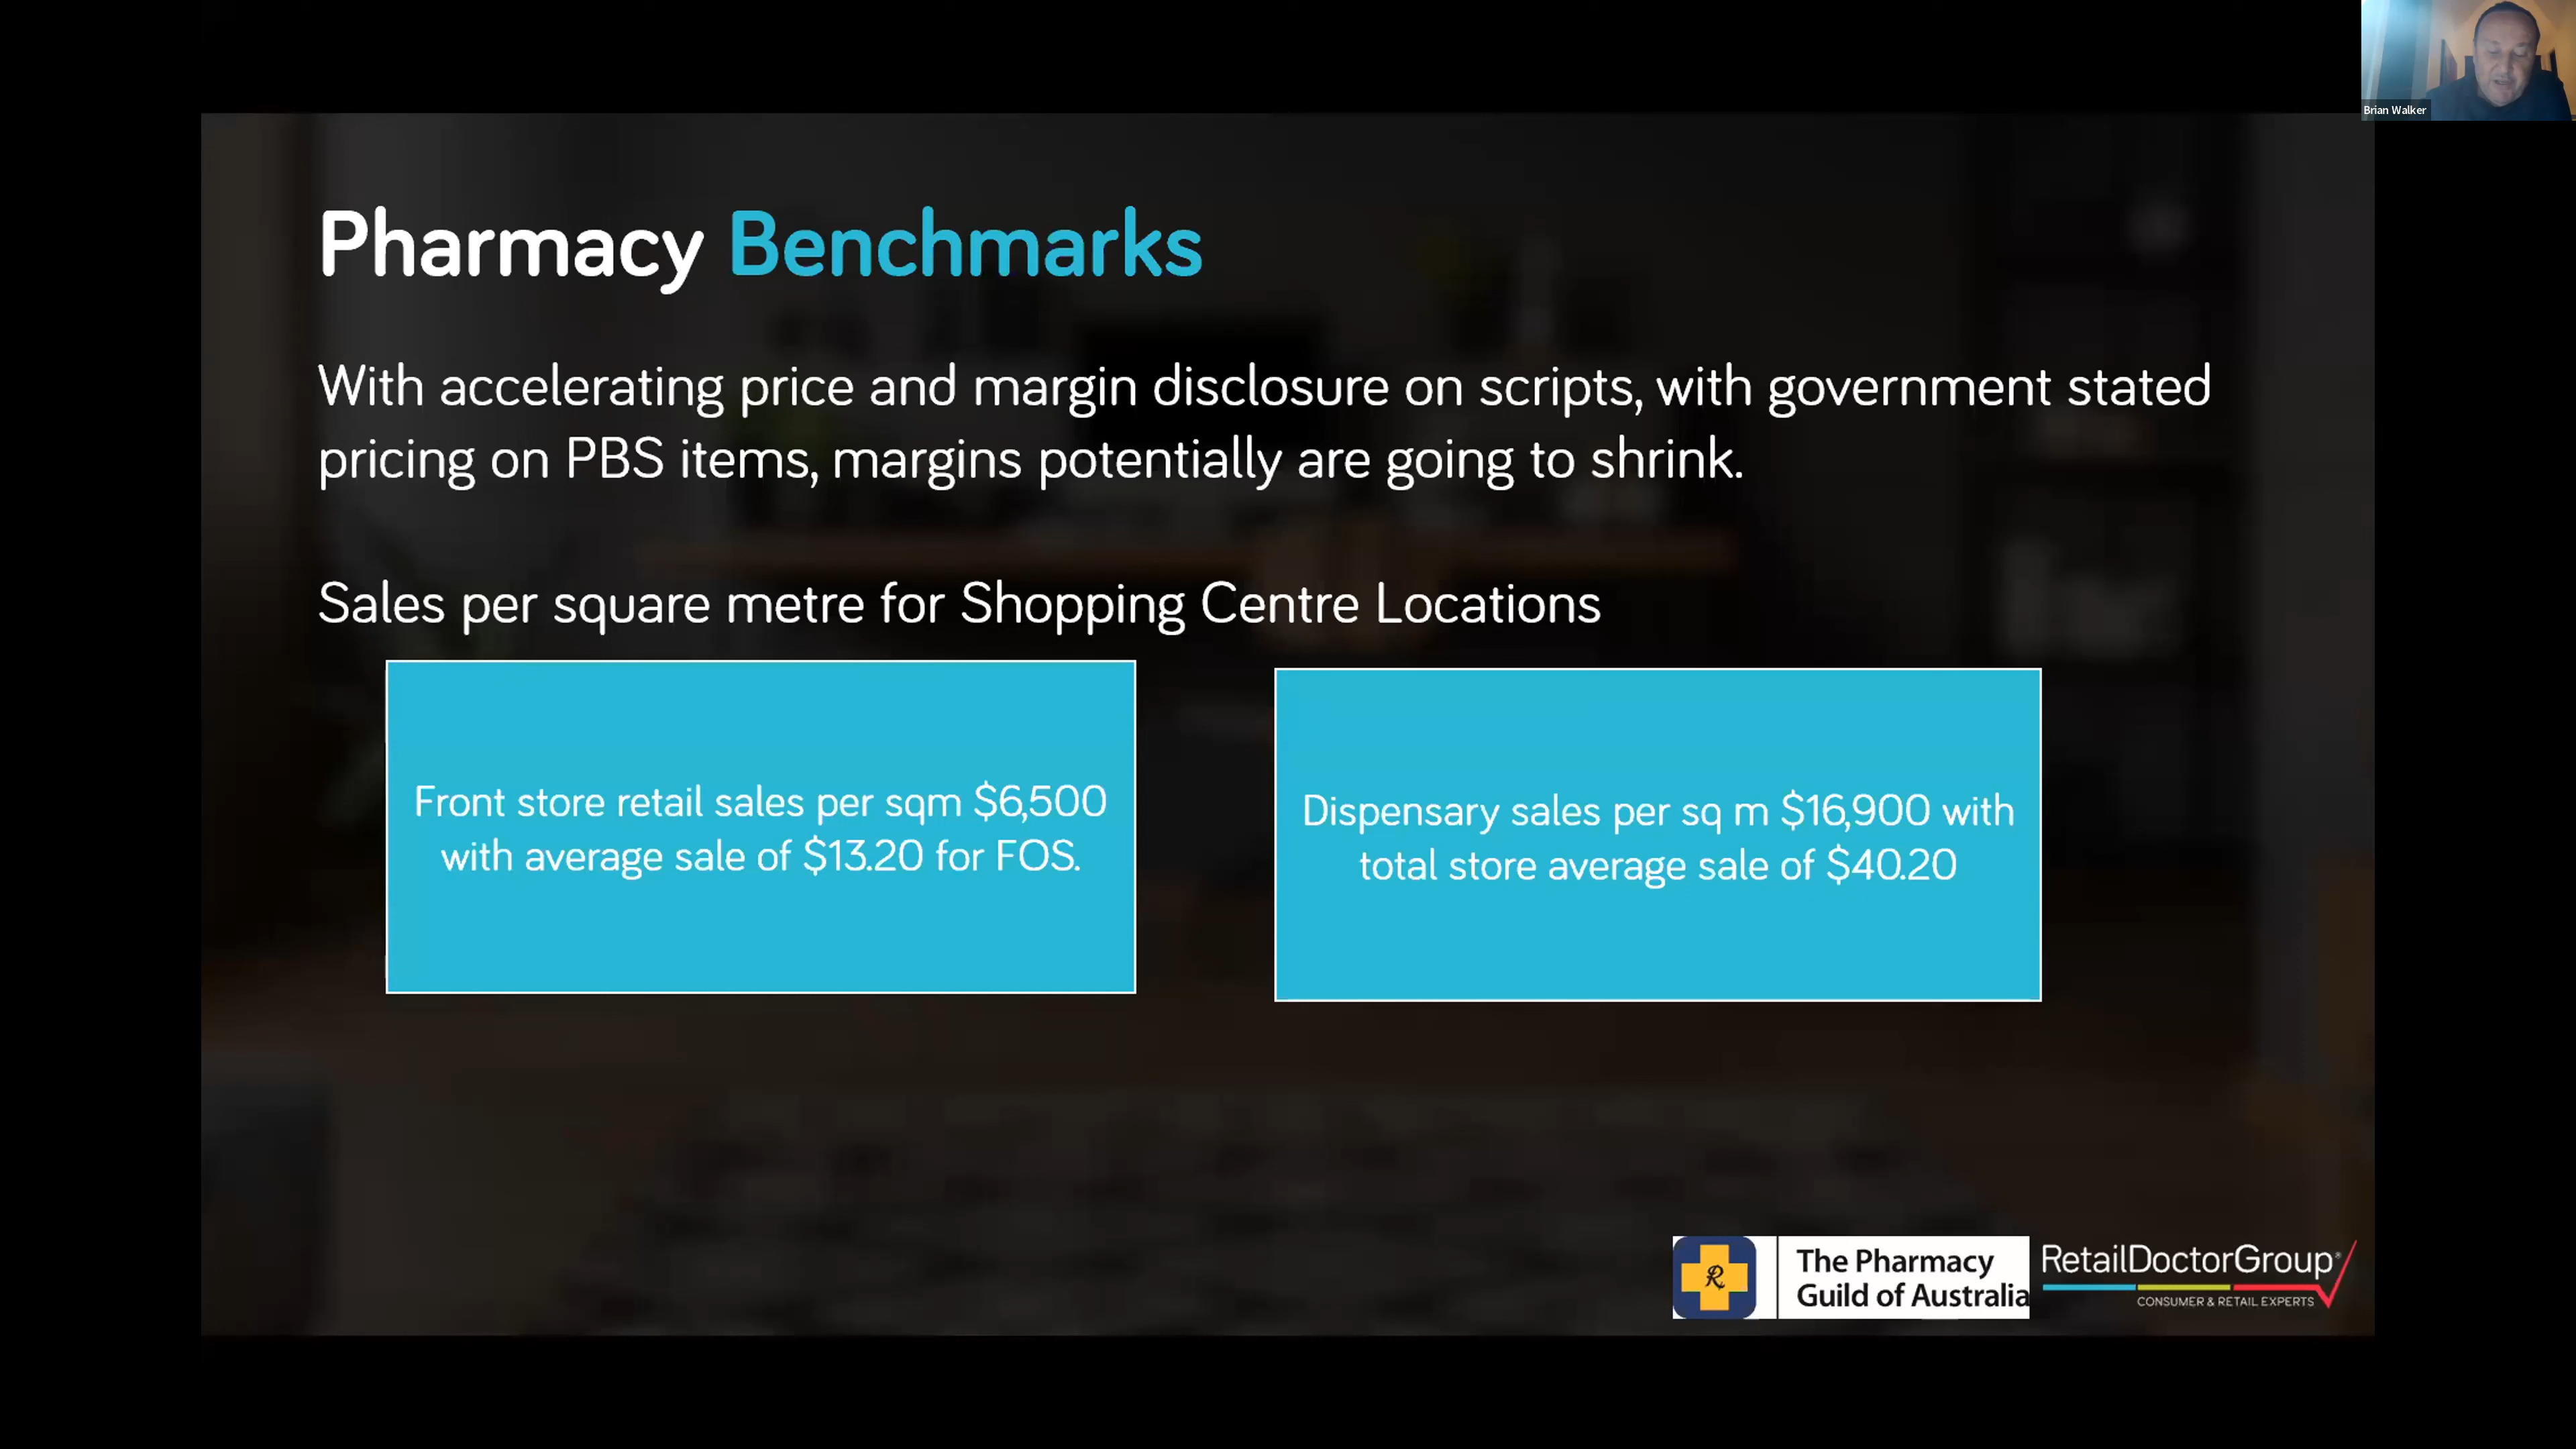 Brian Walker
Pharmacy Benchmarks
With accelerating price and margin disclosure on scripts, with government stated
pricing on PBS items, margins potentially are going to shrink.
Sales per square metre for Shopping Centre Locations
Front store retail sales per sqm $6,500
with average sale of $13.20 for FOS.
Dispensary sales per sq m $16,900 with
total store average sale of $40.20
The Pharmacy
Guild of Australia
RetailDoctorGroup®
CONSUMER & RETAIL EXPERTS